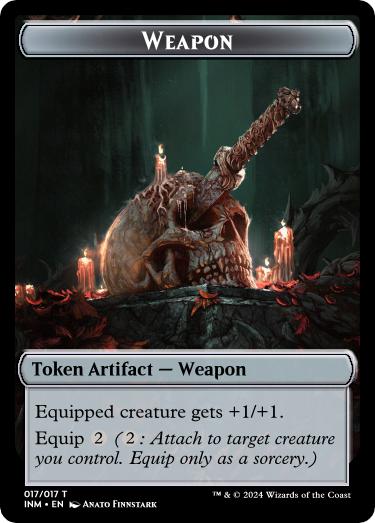 Weapon
Token Artifact — Weapon
Equipped creature gets +1/+1.
Equip 2 (2: Attach to target creature
you control. Equip only as a sorcery.)
017/017 T
INM • EN Anato Finnstark
™ & © 2024 Wizards of the Coast